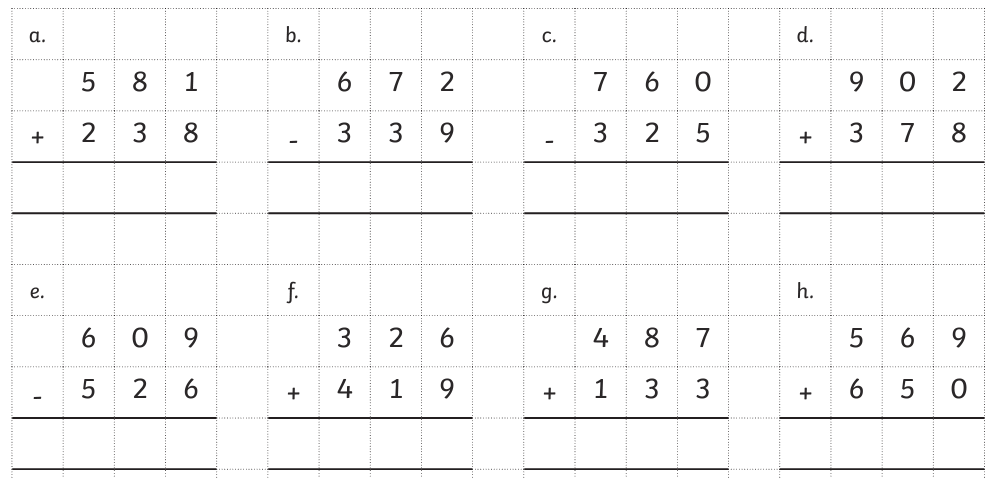 a. b. c. d.
5 8 1 6 7 2 7 6 0 9 0 2
+ 2 3 8 - 3 3 9 - 3 2 5 + 3 7 8
e. f. g. h.
6 0 9 3 2 6 4 8 7 5 6 9
- 5 2 6 + 4 1 9 + 1 3 3 + 6 5 0